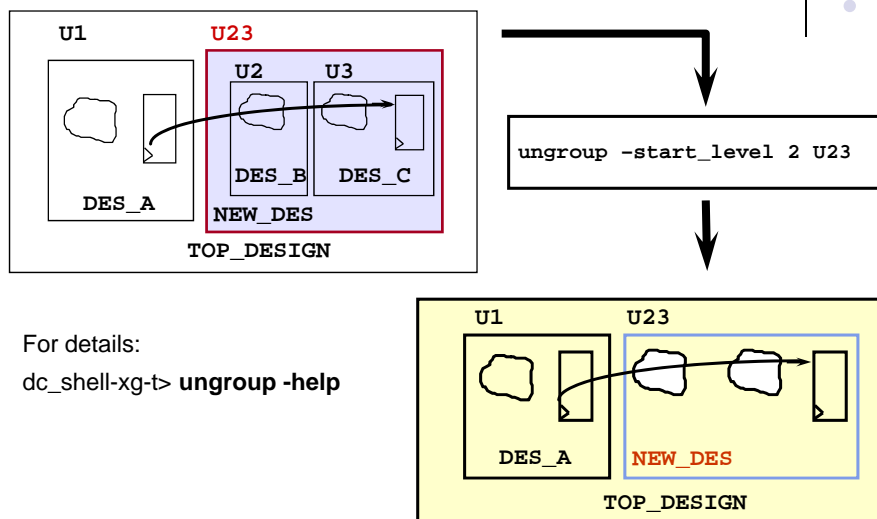 U1
U23
U2
U3
DES_B
DES_C
DES_A
NEW_DES
TOP_DESIGN
ungroup –start_level 2 U23
For details:
dc_shell-xg-t> ungroup -help
U1
U23
DES_A
NEW_DES
TOP_DESIGN